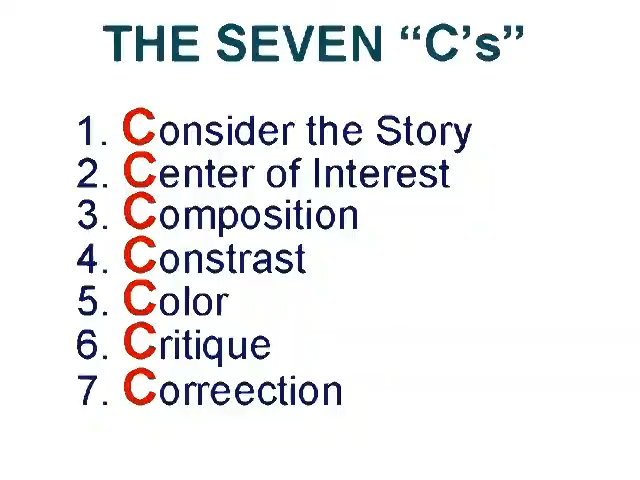 THE SEVEN “C’s”
1. Consider the Story
2. Center of Interest
3. Composition
4. Constrast
5. Color
6. Critique
7. Correection